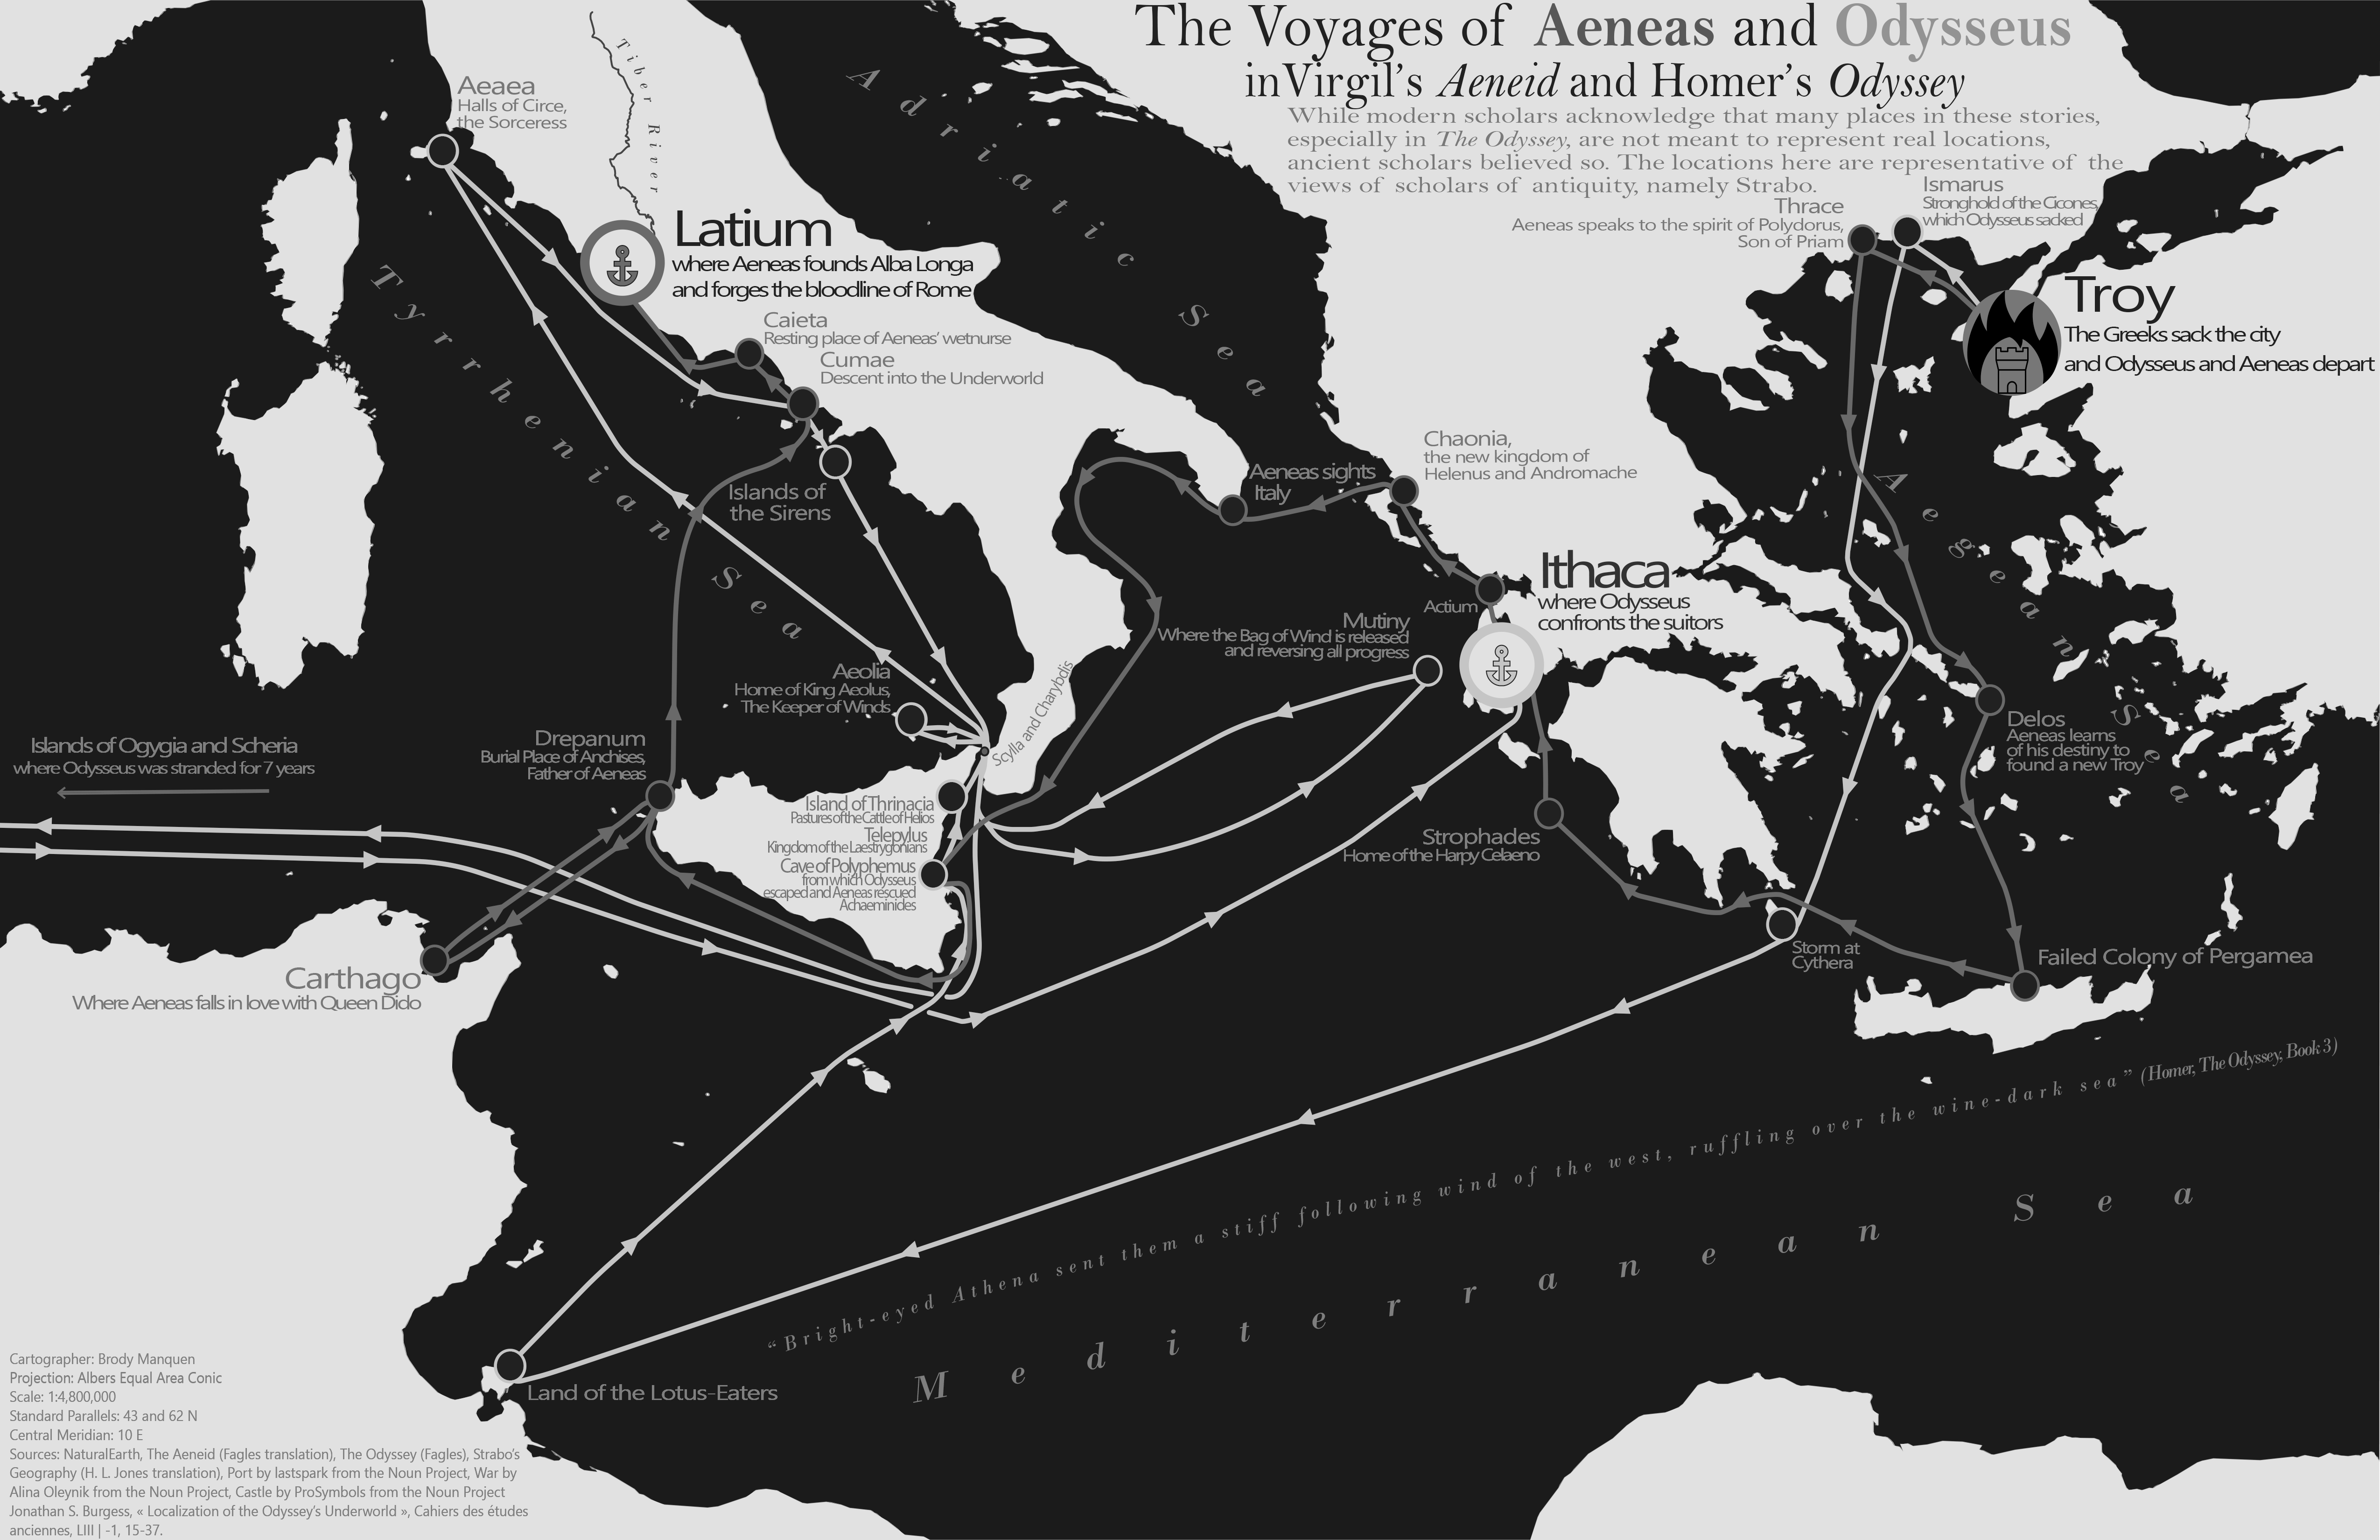 The Voyages of Aeneas and Odysseus
inVirgil's Aeneid and Homer's Odyssey
While modern scholars acknowledge that many places in these stories,
especially in The Odyssey, are not meant to represent real locations,
ancient scholars believed so. The locations here are representative of the
views of scholars of antiquity, namely Strabo.
Aeaea
Halls of Circe,
the Sorceress
Tiber River
Adriatic Sea
Latium
where Aeneas founds Alba Longa
and forges the bloodline of Rome
Caieta
Resting place of Aeneas' wetnurse
Cumae
Descent into the Underworld
Tyrrhenian Sea
Islands of
the Sirens
Thrace
Aeneas speaks to the spirit of Polydorus,
Son of Priam
Ismarus
Stronghold of the Cicones,
which Odysseus sacked
Troy
The Greeks sack the city
and Odysseus and Aeneas depart
Aeneas sights
Italy
Chaonia,
the new kingdom of
Helenus and Andromache
Aegean Sea
Ithaca
where Odysseus
confronts the suitors
Actium
Mutiny
Where the Bag of Wind is released
and reversing all progress
Aeolia
Home of King Aeolus,
The Keeper of Winds
Scylla and Charybdis
Delos
Aeneas learns
of his destiny to
found a new Troy
Islands of Ogygia and Scheria
where Odysseus was stranded for 7 years
Drepanum
Burial Place of Anchises,
Father of Aeneas
Island of Thrinacia
Pastures of the Cattle of Helios
Telepylus
Kingdom of the Laestrygonians
Cave of Polyphemus
from which Odysseus
escaped and Aeneas rescued
Achaeminides
Strophades
Home of the Harpy Celaeno
Storm at
Cythera
Failed Colony of Pergamea
Carthago
Where Aeneas falls in love with Queen Dido
"Bright-eyed Athena sent them a stiff following wind of the west, ruffling over the wine-dark sea" (Homer, The Odyssey, Book 3)
Mediterranean Sea
Land of the Lotus-Eaters
Cartographer: Brody Manquen
Projection: Albers Equal Area Conic
Scale: 1:4,800,000
Standard Parallels: 43 and 62 N
Central Meridian: 10 E
Sources: NaturalEarth, The Aeneid (Fagles translation), The Odyssey (Fagles), Strabo's
Geography (H. L. Jones translation), Port by lastspark from the Noun Project, War by
Alina Oleynik from the Noun Project, Castle by ProSymbols from the Noun Project
Jonathan S. Burgess, « Localization of the Odyssey's Underworld », Cahiers des études
anciennes, LIII | -1, 15-37.